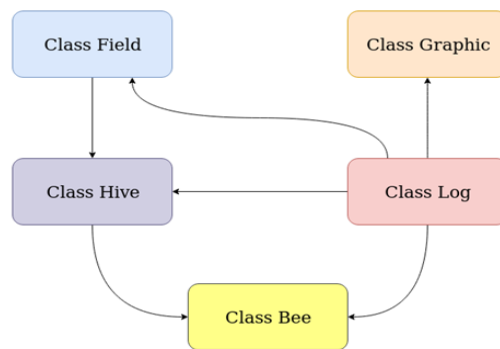 Class Field
Class Graphic
Class Hive
Class Log
Class Bee